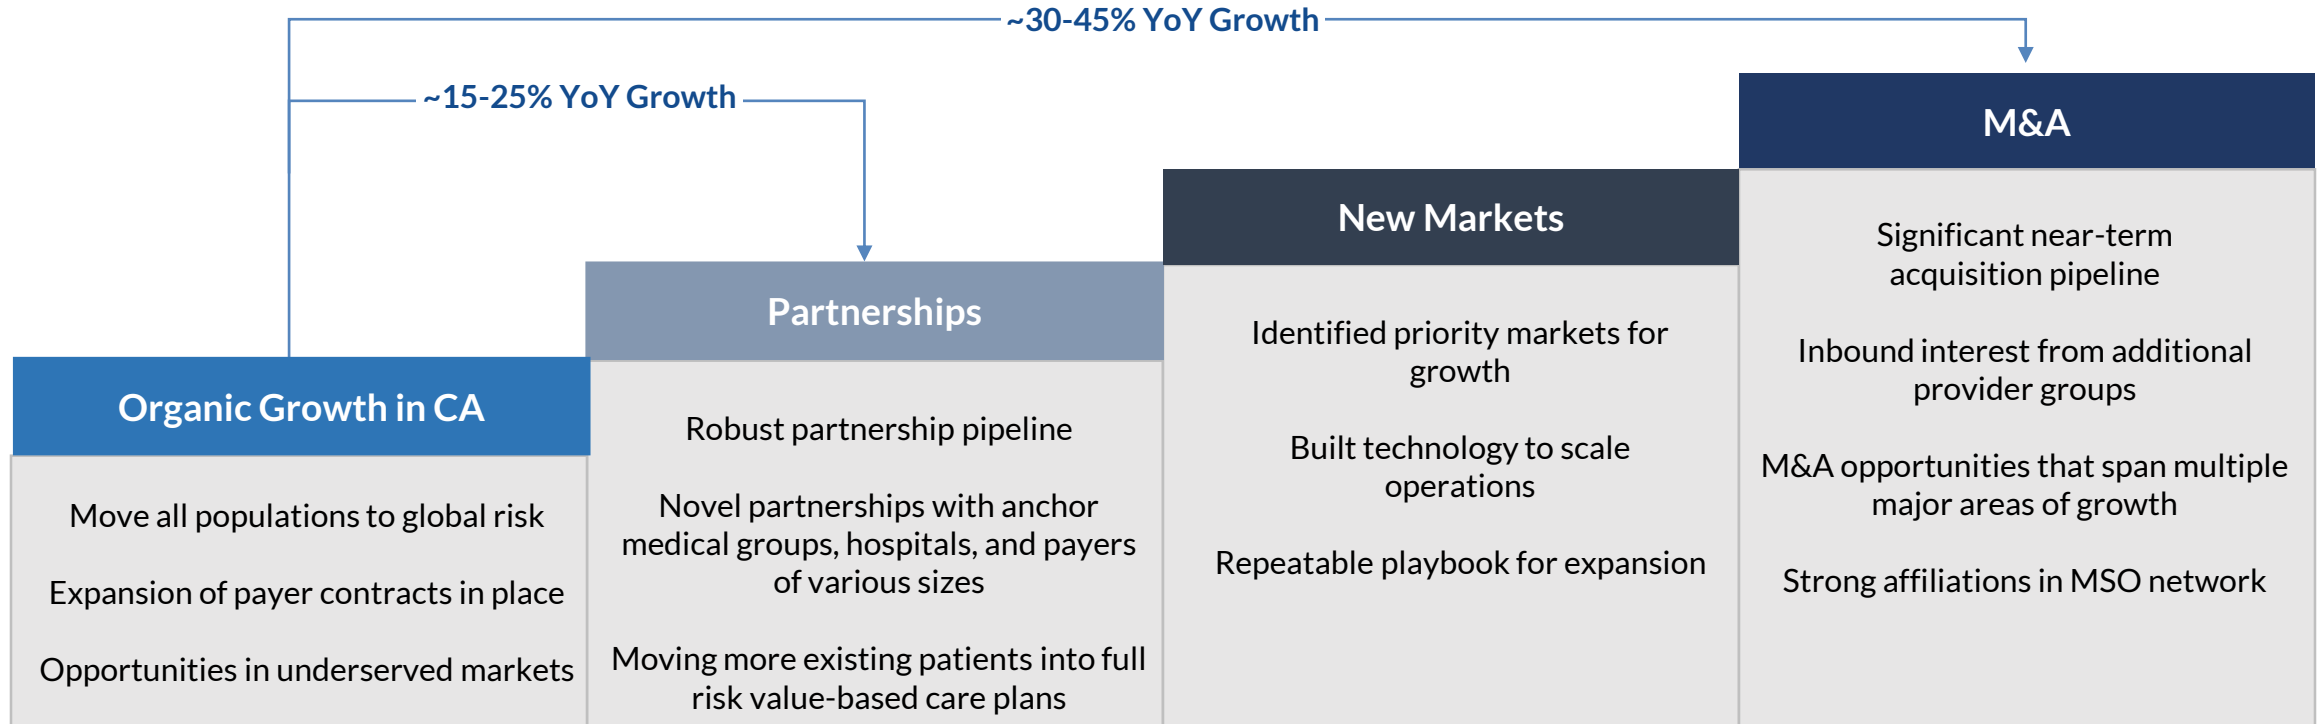 ~30-45% YoY Growth
~15-25% YoY Growth
Organic Growth in CA
Move all populations to global risk
Expansion of payer contracts in place
Opportunities in underserved markets
Partnerships
Robust partnership pipeline
Novel partnerships with anchor
medical groups, hospitals, and payers
of various sizes
Moving more existing patients into full
risk value-based care plans
New Markets
Identified priority markets for
growth
Built technology to scale
operations
Repeatable playbook for expansion
M&A
Significant near-term
acquisition pipeline
Inbound interest from additional
provider groups
M&A opportunities that span multiple
major areas of growth
Strong affiliations in MSO network